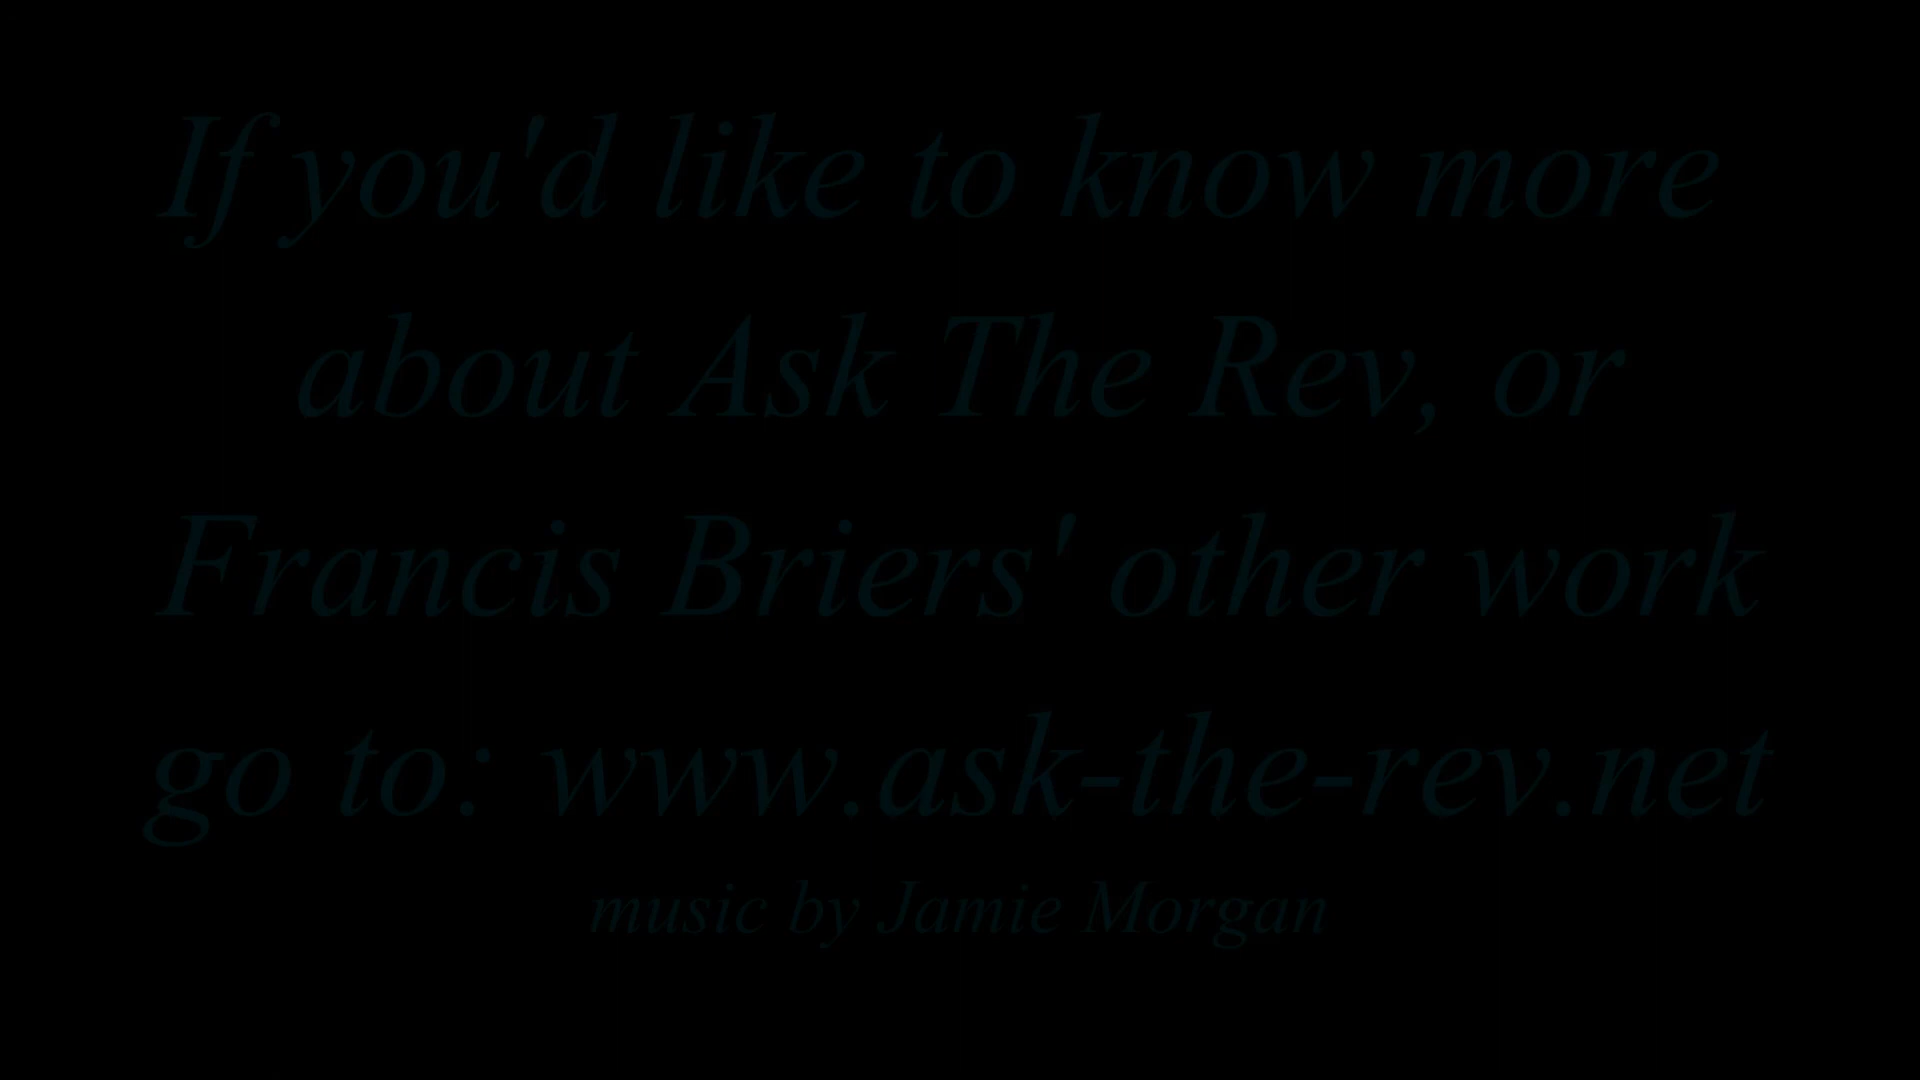 If you'd like to know more
about Ask The Rev, or
Francis Briers' other work
go to: www.ask-the-rev.net
music by Jamie Morgan